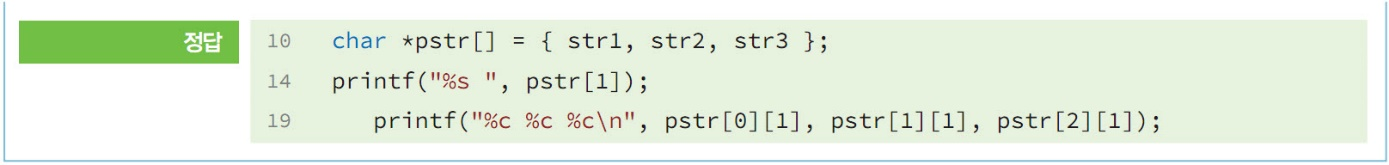 정답
10 char *pstr[] = { str1, str2, str3 };
14 printf("%s ", pstr[1]);
19 printf("%c %c %c\n", pstr[0][1], pstr[1][1], pstr[2][1]);